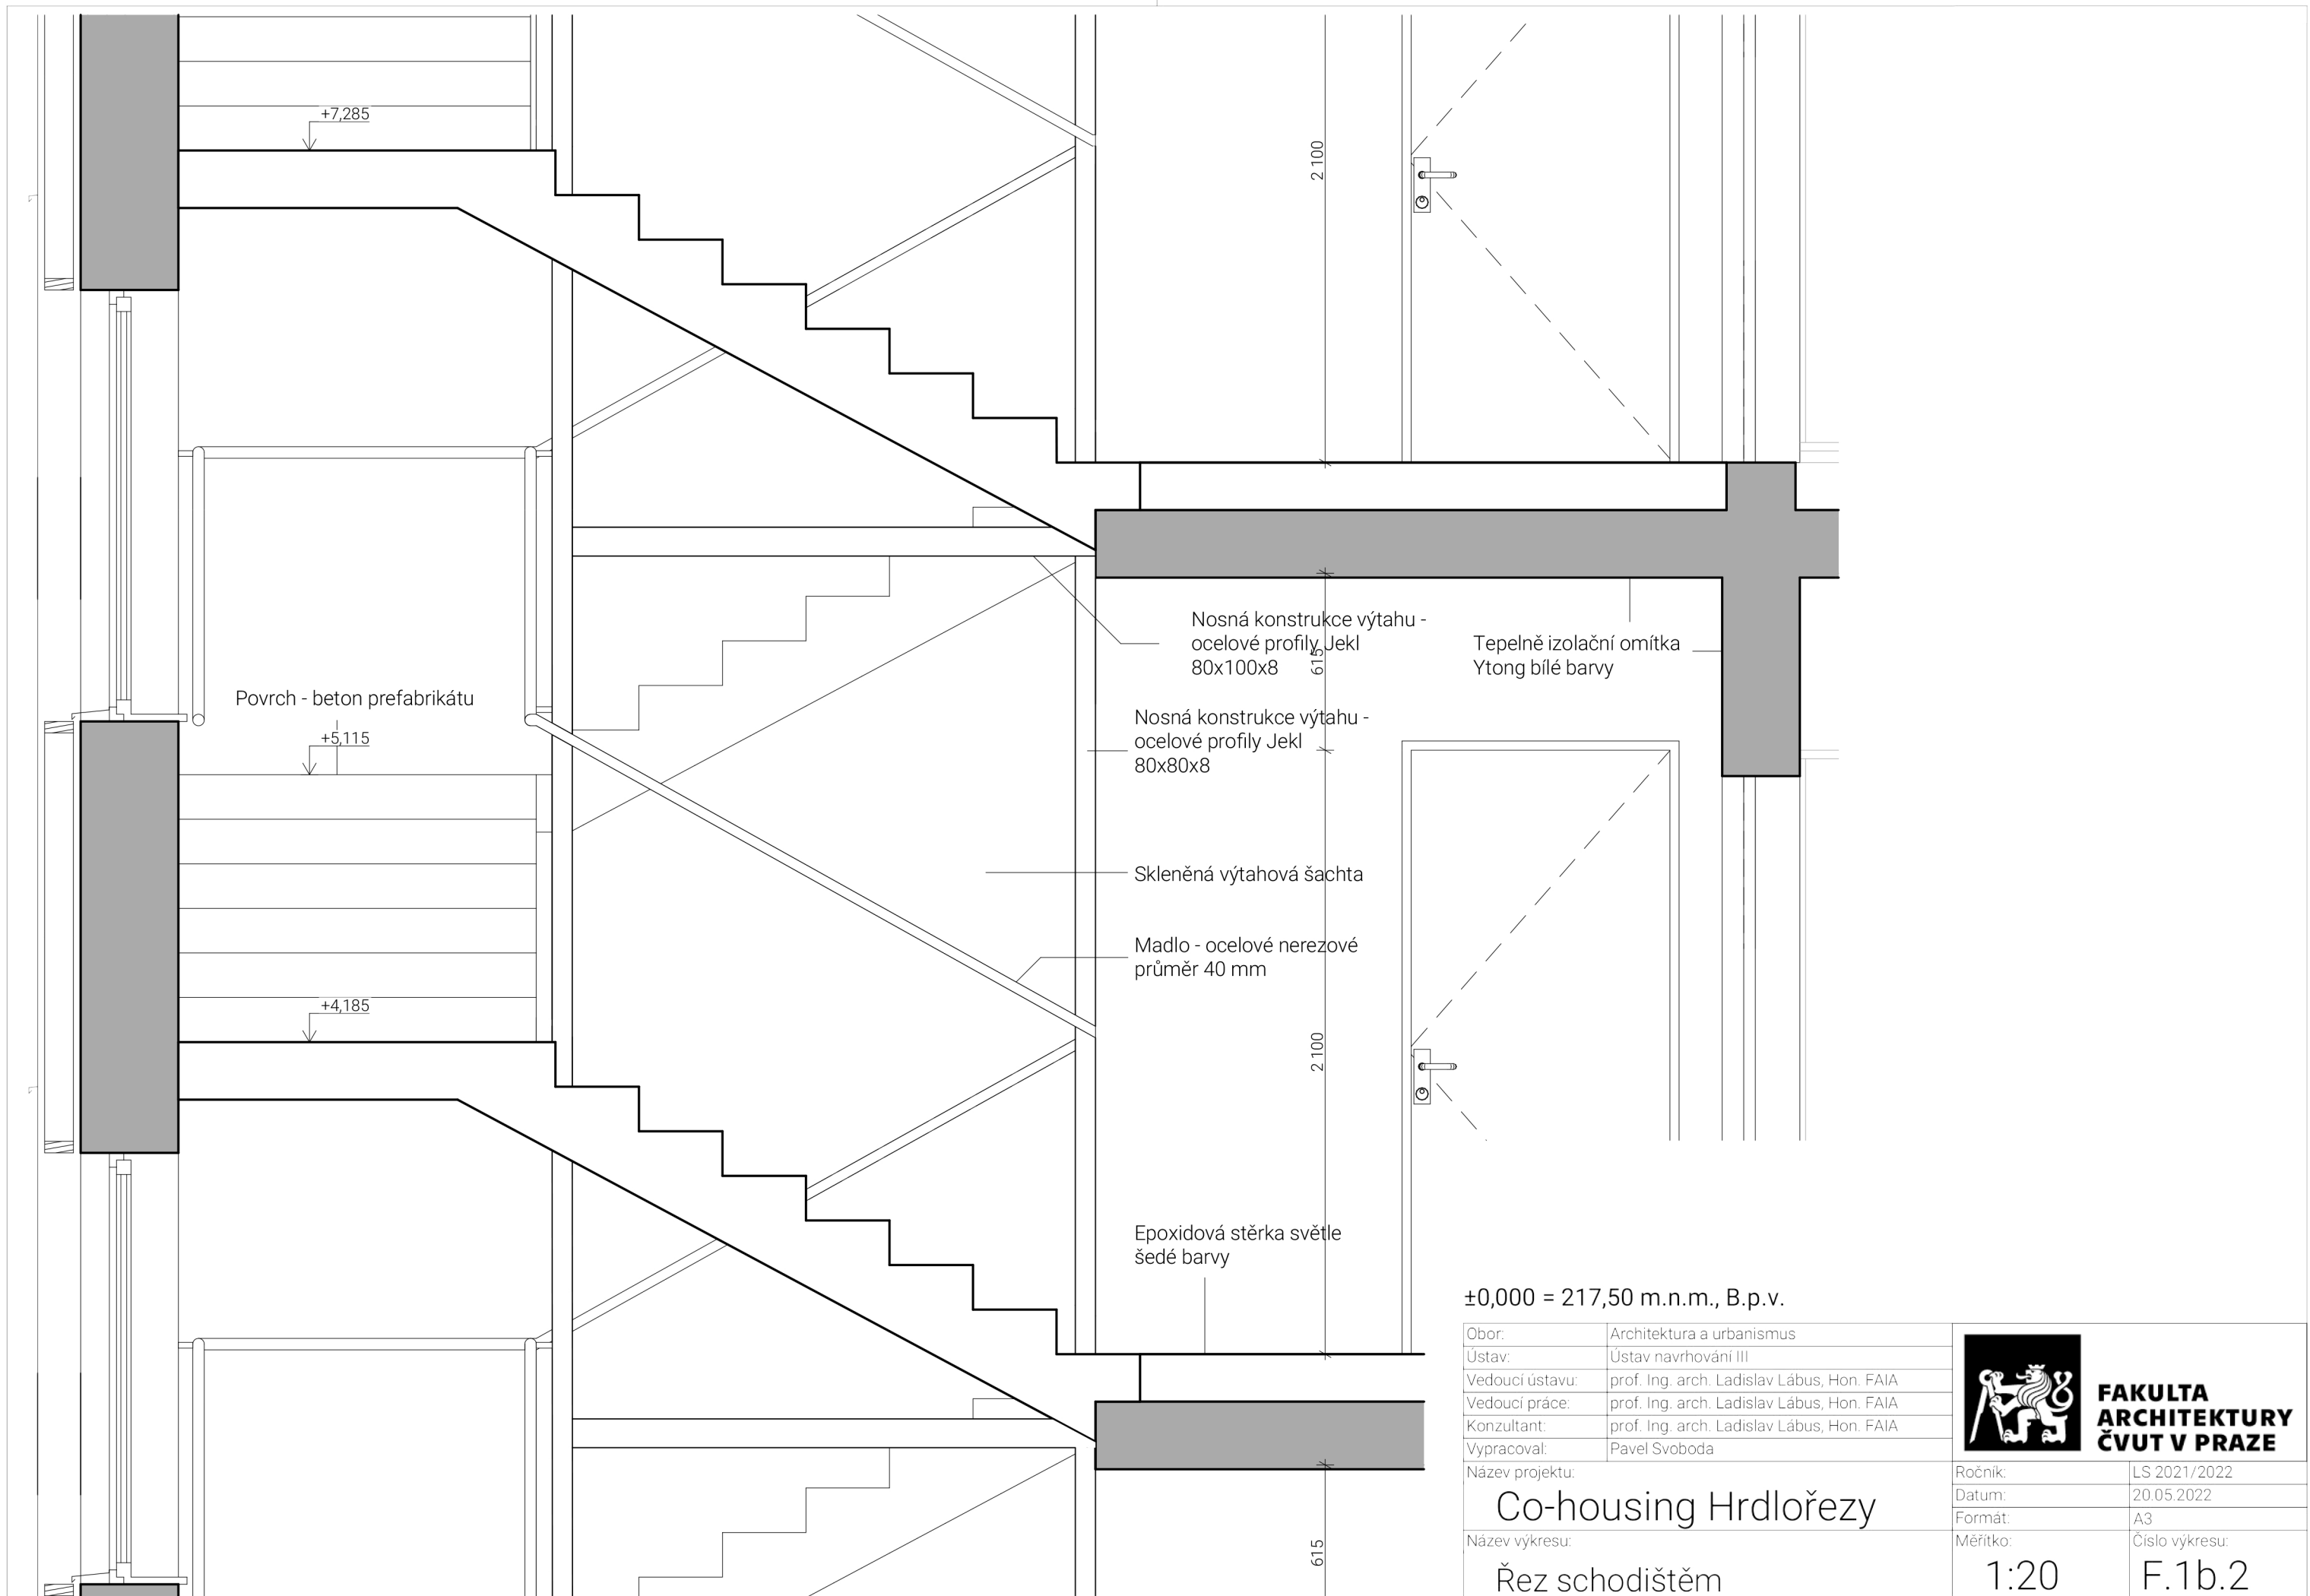 +7,285
2 100
Nosná konstrukce výtahu -
ocelové profily Jekl
80x100x8
615
Tepelně izolační omítka
Ytong bílé barvy
Povrch - beton prefabrikátu
+5,115
Nosná konstrukce výtahu -
ocelové profily Jekl
80x80x8
Skleněná výtahová šachta
Madlo - ocelové nerezové
průměr 40 mm
+4,185
2 100
Epoxidová stěrka světle
šedé barvy
±0,000 = 217,50 m.n.m., B.p.v.
Obor: Architektura a urbanismus
Ústav: Ústav navrhování III
Vedoucí ústavu: prof. Ing. arch. Ladislav Lábus, Hon. FAIA
Vedoucí práce: prof. Ing. arch. Ladislav Lábus, Hon. FAIA
Konzultant: prof. Ing. arch. Ladislav Lábus, Hon. FAIA
Vypracoval: Pavel Svoboda
FAKULTA
ARCHITEKTURY
ČVUT V PRAZE
Název projektu:
Co-housing Hrdlořezy
Ročník: LS 2021/2022
Datum: 20.05.2022
Formát: A3
Název výkresu:
Řez schodištěm
Měřítko:
1:20
Číslo výkresu:
F.1b.2
615